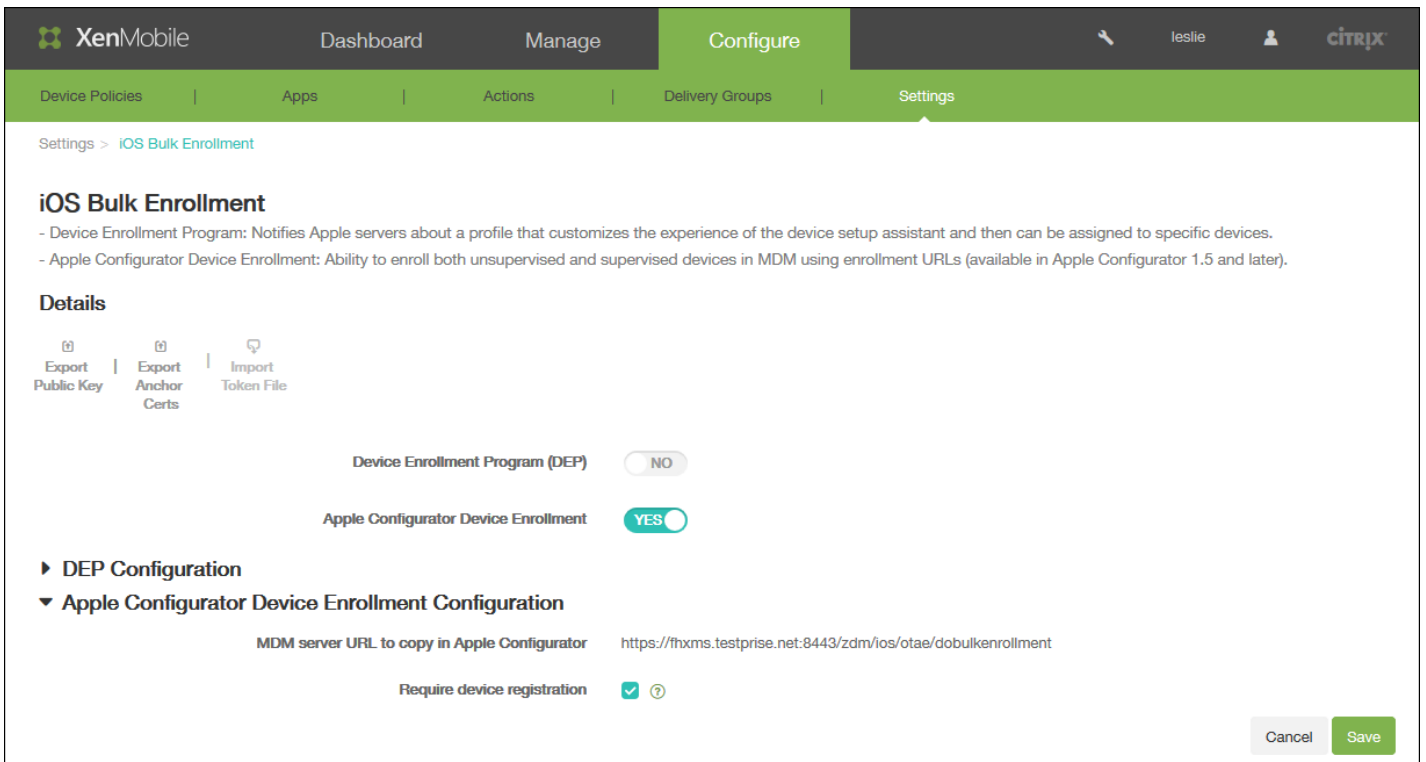 XenMobile Dashboard Manage Configure leslie CITRIX
Device Policies | Apps | Actions | Delivery Groups | Settings
Settings > iOS Bulk Enrollment
iOS Bulk Enrollment
- Device Enrollment Program: Notifies Apple servers about a profile that customizes the experience of the device setup assistant and then can be assigned to specific devices.
- Apple Configurator Device Enrollment: Ability to enroll both unsupervised and supervised devices in MDM using enrollment URLs (available in Apple Configurator 1.5 and later).
Details
Export Public Key | Export Anchor Certs | Import Token File
Device Enrollment Program (DEP) NO
Apple Configurator Device Enrollment YES
DEP Configuration
Apple Configurator Device Enrollment Configuration
MDM server URL to copy in Apple Configurator https://fhxms.testprise.net:8443/zdm/ios/otae/dobulkenrollment
Require device registration ?
Cancel Save